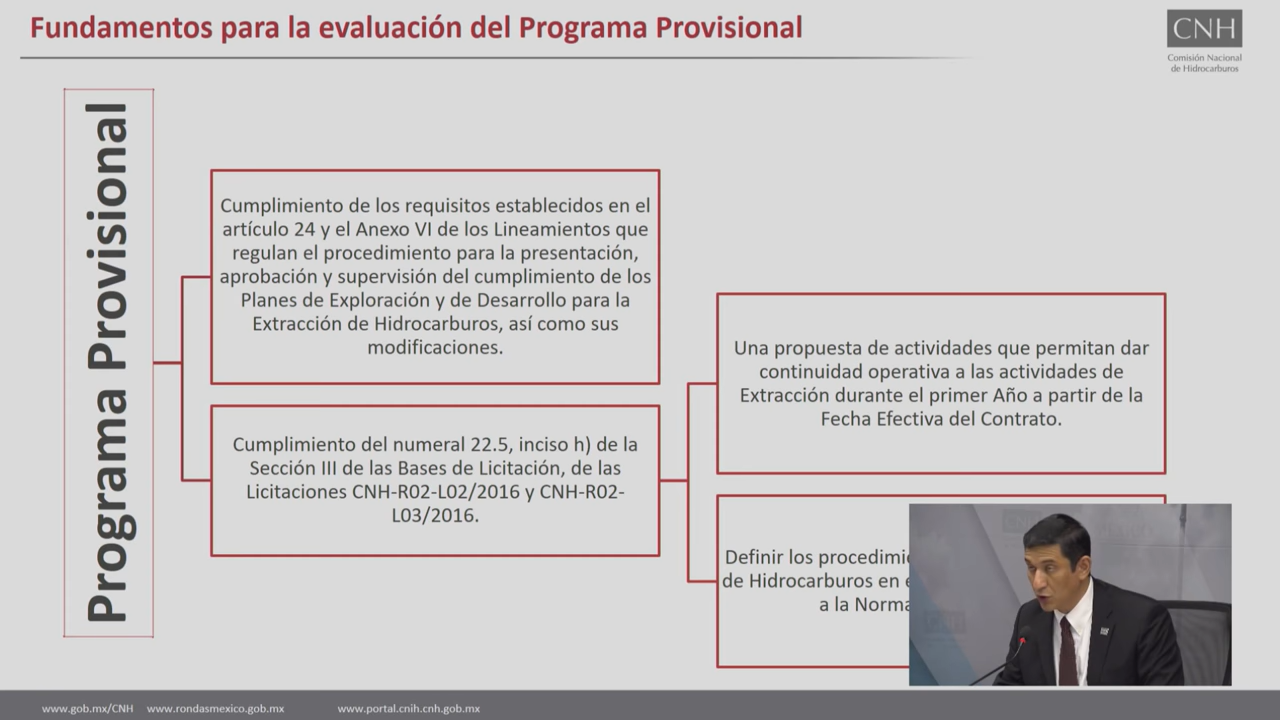 Fundamentos para la evaluación del Programa Provisional
CNH
Comisión Nacional
de Hidrocarburos
Programa Provisional
Cumplimiento de los requisitos establecidos en el
artículo 24 y el Anexo VI de los Lineamientos que
regulan el procedimiento para la presentación,
aprobación y supervisión del cumplimiento de los
Planes de Exploración y de Desarrollo para la
Extracción de Hidrocarburos, así como sus
modificaciones.
Cumplimiento del numeral 22.5, inciso h) de la
Sección III de las Bases de Licitación, de las
Licitaciones CNH-R02-L02/2016 y CNH-R02-
L03/2016.
Una propuesta de actividades que permitan dar
continuidad operativa a las actividades de
Extracción durante el primer Año a partir de la
Fecha Efectiva del Contrato.
Definir los
de Hidrocarburos en
a la
www.gob.mx/CNH www.rondasmexico.gob.mx www.portal.cnih.cnh.gob.mx